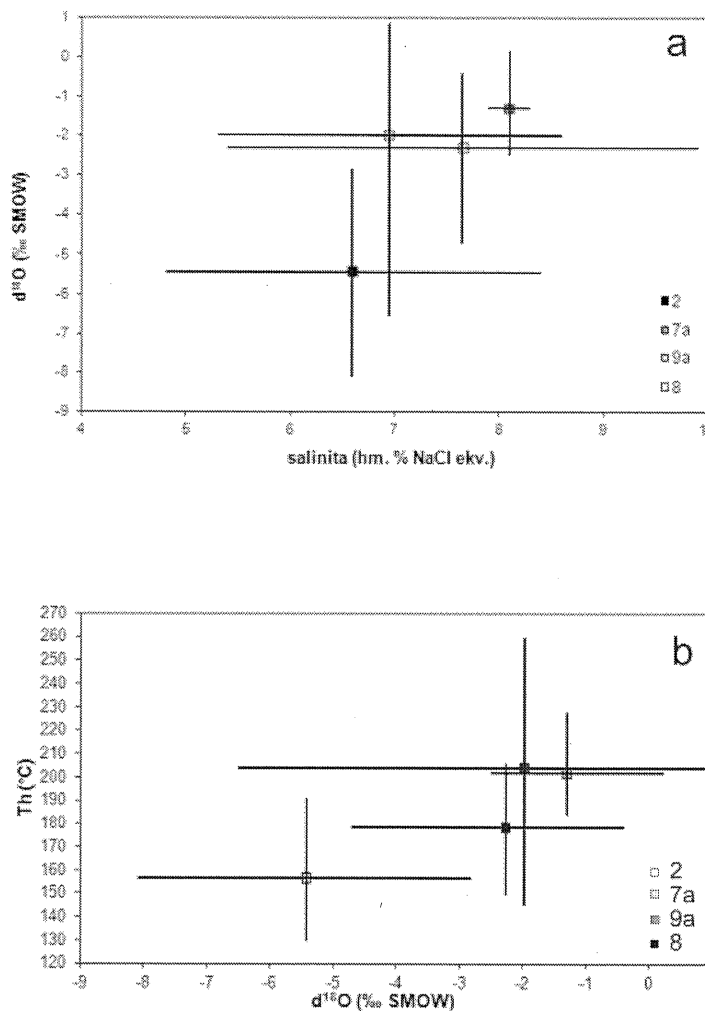 a
1
0
-1
-2
-3
-4
-5
-6
-7
-8
-9
d¹⁸O (‰ SMOW)
2
7a
9a
8
4 5 6 7 8 9 1
salinita (hm. % NaCl ekv.)
b
270
260
250
240
230
220
210
200
190
180
170
160
150
140
130
120
Th (°C)
2
7a
9a
8
-9 -8 -7 -6 -5 -4 -3 -2 -1 0
d¹⁸O (‰ SMOW)